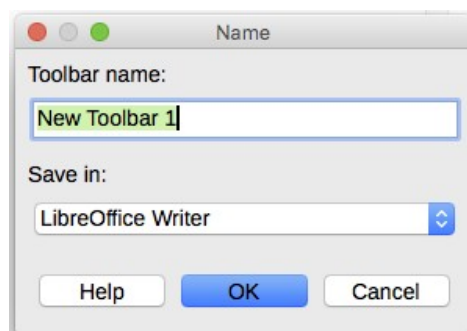 Name
Toolbar name:
New Toolbar 1
Save in:
LibreOffice Writer
Help OK Cancel